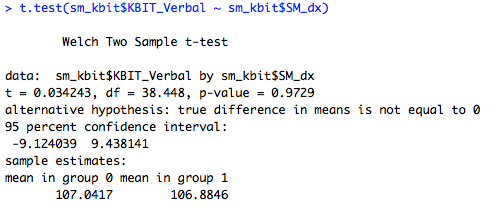 > t.test(sm_kbit$KBIT_Verbal ~ sm_kbit$SM_dx)
Welch Two Sample t-test
data:  sm_kbit$KBIT_Verbal by sm_kbit$SM_dx
t = 0.034243, df = 38.448, p-value = 0.9729
alternative hypothesis: true difference in means is not equal to 0
95 percent confidence interval:
-9.124039  9.438141
sample estimates:
mean in group 0 mean in group 1
107.0417        106.8846